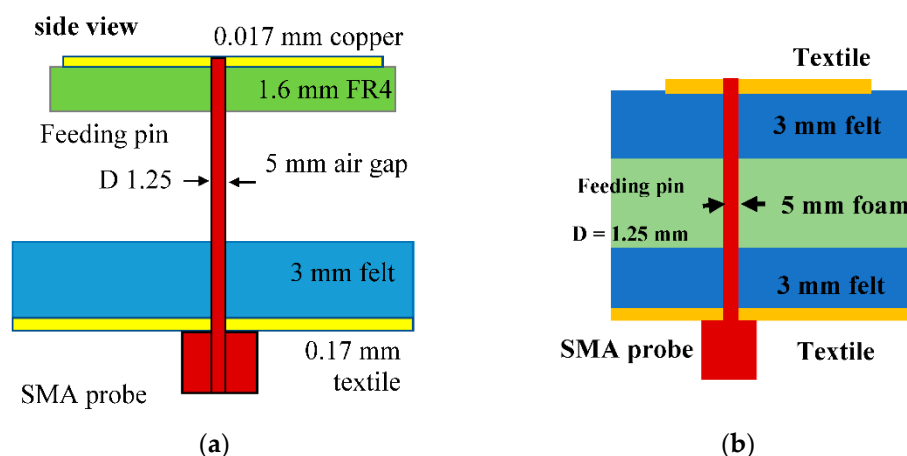 side view
0.017 mm copper
1.6 mm FR4
Feeding pin
D 1.25
5 mm air gap
3 mm felt
0.17 mm
textile
SMA probe
(a)
Textile
3 mm felt
Feeding pin
5 mm foam
D = 1.25 mm
3 mm felt
SMA probe
Textile
(b)